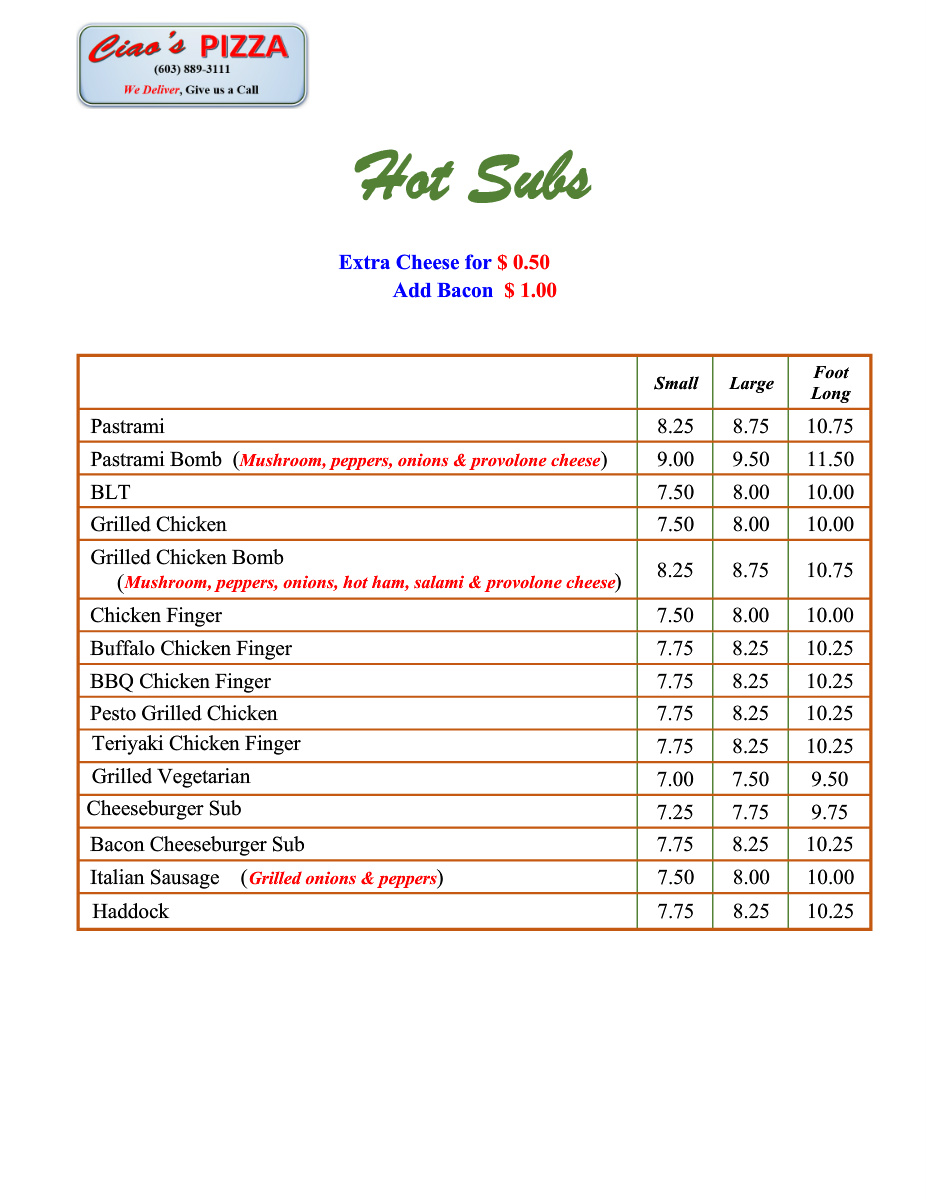 Ciao's PIZZA
(603) 889-3111
We Deliver, Give us a Call
Hot Subs
Extra Cheese for $ 0.50
Add Bacon $ 1.00
Small Large Foot Long
Pastrami 8.25 8.75 10.75
Pastrami Bomb (Mushroom, peppers, onions & provolone cheese) 9.00 9.50 11.50
BLT 7.50 8.00 10.00
Grilled Chicken 7.50 8.00 10.00
Grilled Chicken Bomb
(Mushroom, peppers, onions, hot ham, salami & provolone cheese) 8.25 8.75 10.75
Chicken Finger 7.50 8.00 10.00
Buffalo Chicken Finger 7.75 8.25 10.25
BBQ Chicken Finger 7.75 8.25 10.25
Pesto Grilled Chicken 7.75 8.25 10.25
Teriyaki Chicken Finger 7.75 8.25 10.25
Grilled Vegetarian 7.00 7.50 9.50
Cheeseburger Sub 7.25 7.75 9.75
Bacon Cheeseburger Sub 7.75 8.25 10.25
Italian Sausage (Grilled onions & peppers) 7.50 8.00 10.00
Haddock 7.75 8.25 10.25